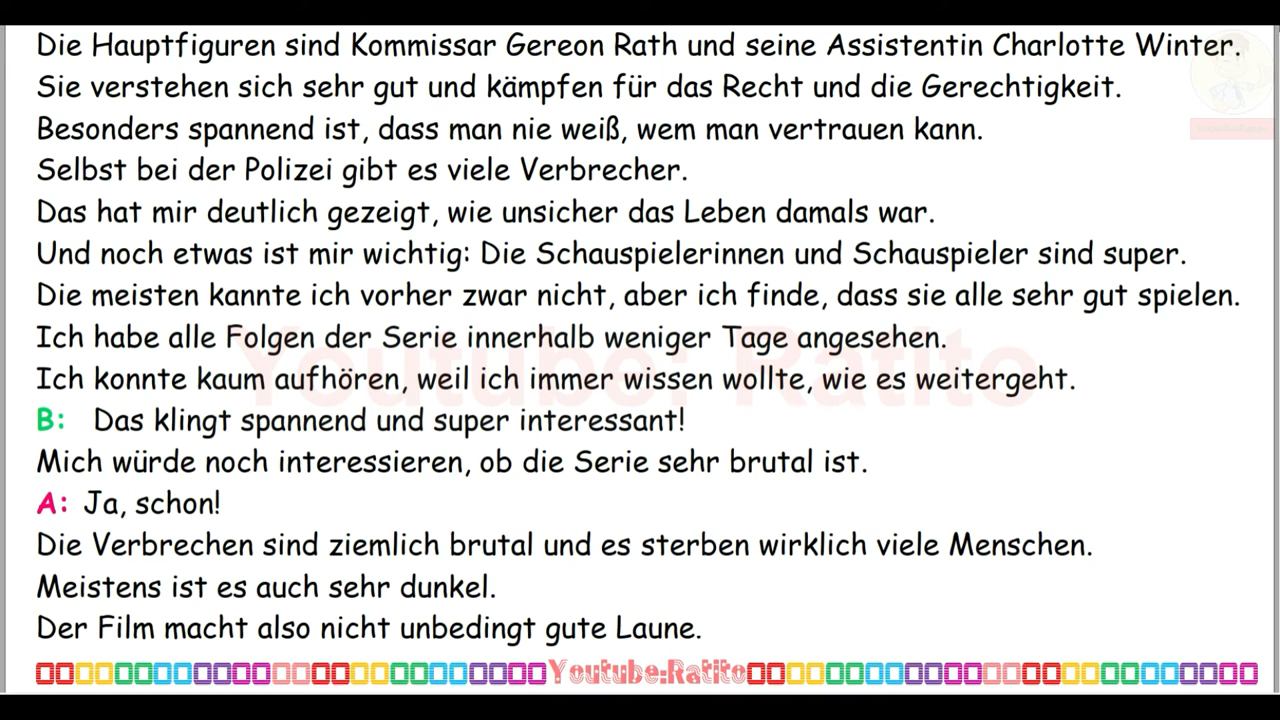 Die Hauptfiguren sind Kommissar Gereon Rath und seine Assistentin Charlotte Winter.
Sie verstehen sich sehr gut und kämpfen für das Recht und die Gerechtigkeit.
Besonders spannend ist, dass man nie weiß, wem man vertrauen kann.
Selbst bei der Polizei gibt es viele Verbrecher.
Das hat mir deutlich gezeigt, wie unsicher das Leben damals war.
Und noch etwas ist mir wichtig: Die Schauspielerinnen und Schauspieler sind super.
Die meisten kannte ich vorher zwar nicht, aber ich finde, dass sie alle sehr gut spielen.
Ich habe alle Folgen der Serie innerhalb weniger Tage angesehen.
Youtube: Ratito
Ich konnte kaum aufhören, weil ich immer wissen wollte, wie es weitergeht.
B: Das klingt spannend und super interessant!
Mich würde noch interessieren, ob die Serie sehr brutal ist.
A: Ja, schon!
Die Verbrechen sind ziemlich brutal und es sterben wirklich viele Menschen.
Meistens ist es auch sehr dunkel.
Der Film macht also nicht unbedingt gute Laune.
Youtube:Ratito